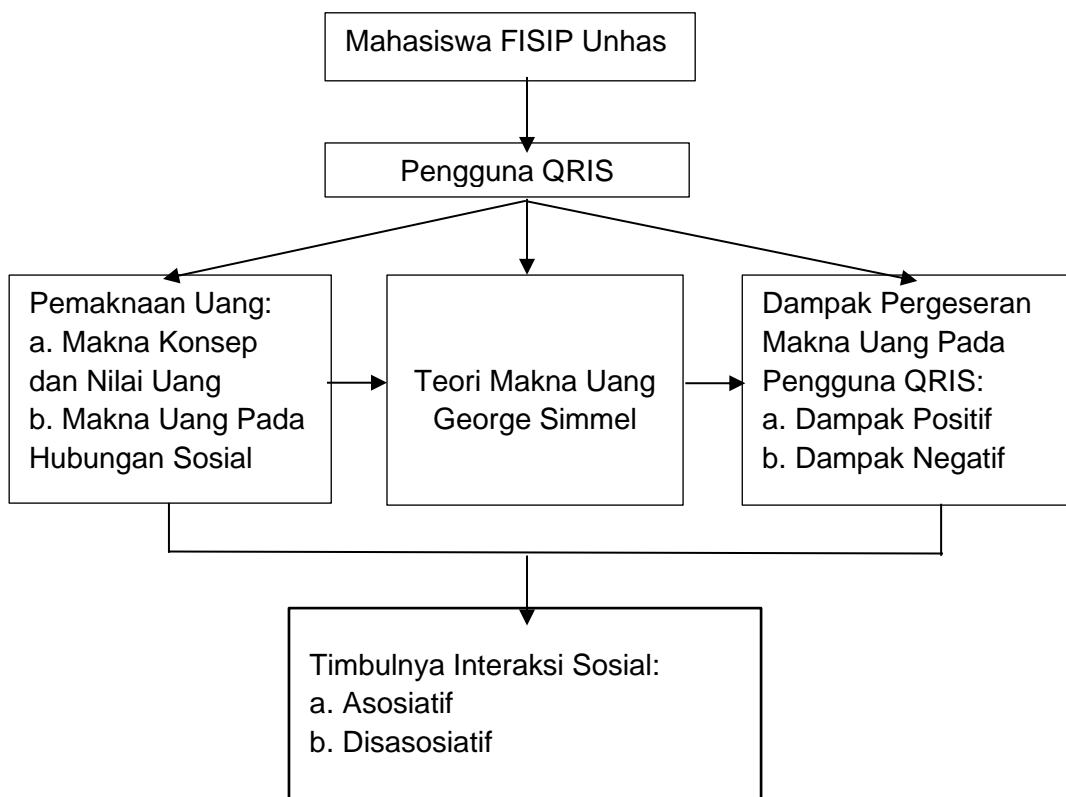 Mahasiswa FISIP Unhas
Pengguna QRIS
Pemaknaan Uang:
a. Makna Konsep
dan Nilai Uang
b. Makna Uang Pada
Hubungan Sosial
Teori Makna Uang
George Simmel
Dampak Pergeseran
Makna Uang Pada
Pengguna QRIS:
a. Dampak Positif
b. Dampak Negatif
Timbulnya Interaksi Sosial:
a. Asosiatif
b. Disasosiatif